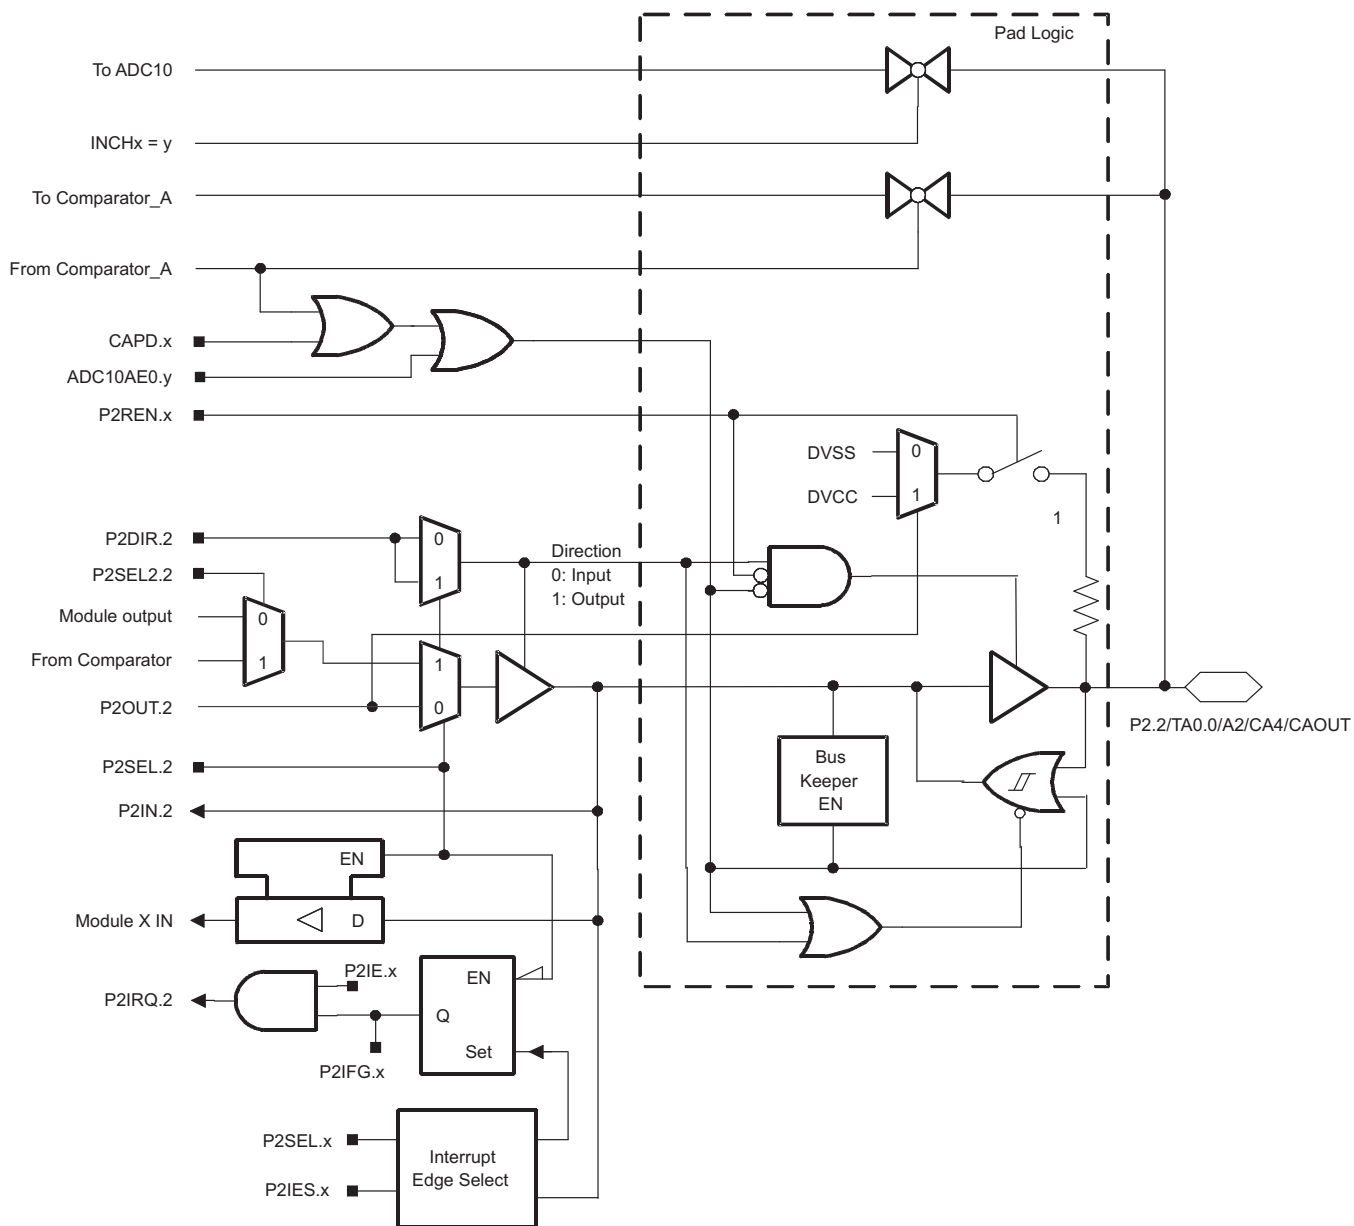 Pad Logic
To ADC10
INCHx = y
To Comparator_A
From Comparator_A
CAPD.x
ADC10AE0.y
P2REN.x
DVSS
0
DVCC
1
1
P2DIR.2
0
1
Direction
0: Input
1: Output
P2SEL2.2
Module output
0
From Comparator
1
1
P2OUT.2
0
P2.2/TA0.0/A2/CA4/CAOUT
P2SEL.2
Bus
Keeper
EN
P2IN.2
EN
Module X IN
D
P2IE.x
EN
P2IRQ.2
Q
Set
P2IFG.x
P2SEL.x
Interrupt
Edge Select
P2IES.x